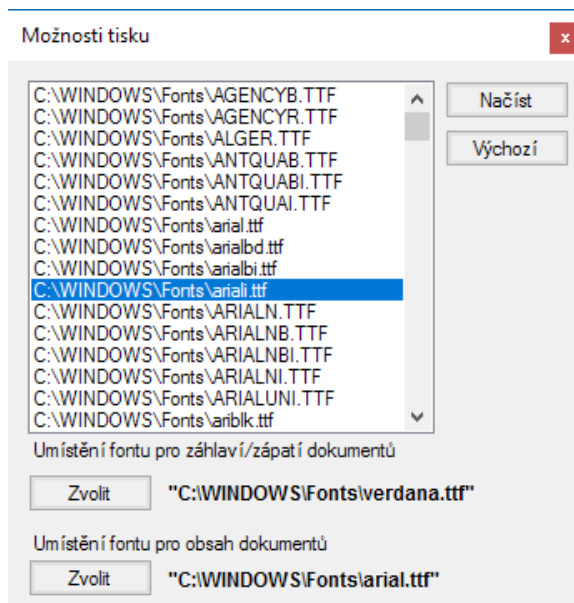 Možnosti tisku
x
C:\WINDOWS\Fonts\AGENCYB.TTF
C:\WINDOWS\Fonts\AGENCYR.TTF
C:\WINDOWS\Fonts\ALGER.TTF
C:\WINDOWS\Fonts\ANTQUAB.TTF
C:\WINDOWS\Fonts\ANTQUABI.TTF
C:\WINDOWS\Fonts\ANTQUAI.TTF
C:\WINDOWS\Fonts\arial.ttf
C:\WINDOWS\Fonts\arialbd.ttf
C:\WINDOWS\Fonts\arialbi.ttf
C:\WINDOWS\Fonts\ariali.ttf
C:\WINDOWS\Fonts\ARIALN.TTF
C:\WINDOWS\Fonts\ARIALNB.TTF
C:\WINDOWS\Fonts\ARIALNBI.TTF
C:\WINDOWS\Fonts\ARIALNI.TTF
C:\WINDOWS\Fonts\ARIALUNI.TTF
C:\WINDOWS\Fonts\ariblk.ttf
Načíst
Výchozí
Umístění fontu pro záhlaví/zápatí dokumentů
Zvolit "C:\WINDOWS\Fonts\verdana.ttf"
Umístění fontu pro obsah dokumentů
Zvolit "C:\WINDOWS\Fonts\arial.ttf"